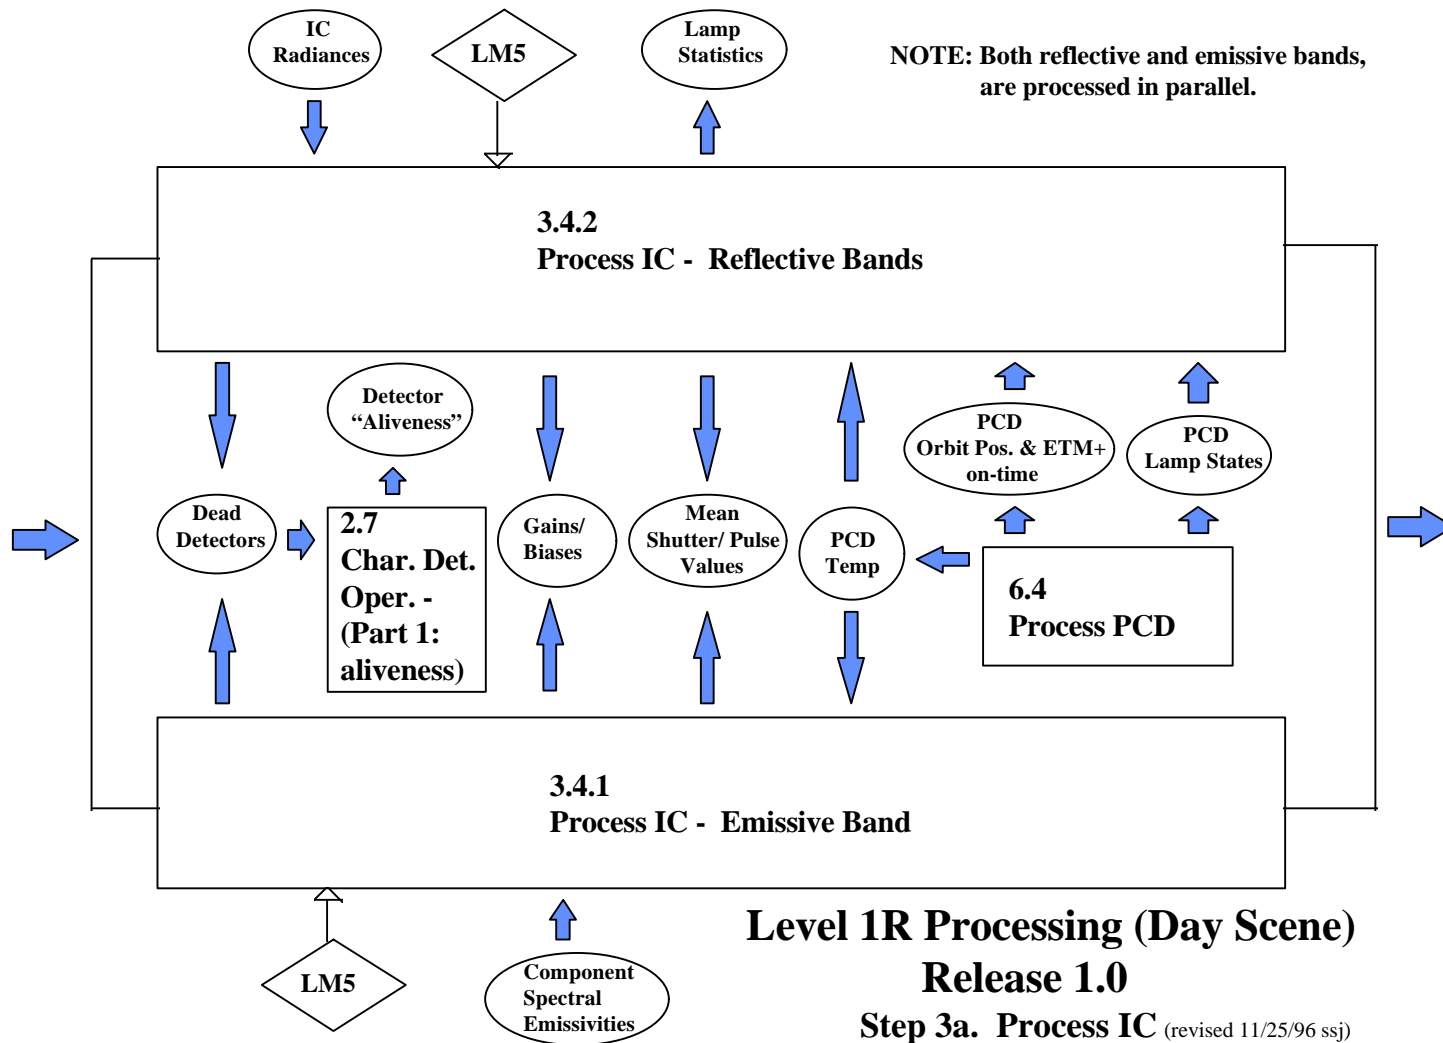 IC
Radiances
LM5
Lamp
Statistics
NOTE: Both reflective and emissive bands,
are processed in parallel.
3.4.2
Process IC - Reflective Bands
Detector
“Aliveness”
PCD
Orbit Pos. & ETM+
on-time
PCD
Lamp States
Dead
Detectors
2.7
Char. Det.
Oper. -
(Part 1:
aliveness)
Gains/
Biases
Mean
Shutter/ Pulse
Values
PCD
Temp
6.4
Process PCD
3.4.1
Process IC - Emissive Band
LM5
Component
Spectral
Emissivities
Level 1R Processing (Day Scene)
Release 1.0
Step 3a. Process IC (revised 11/25/96 ssj)